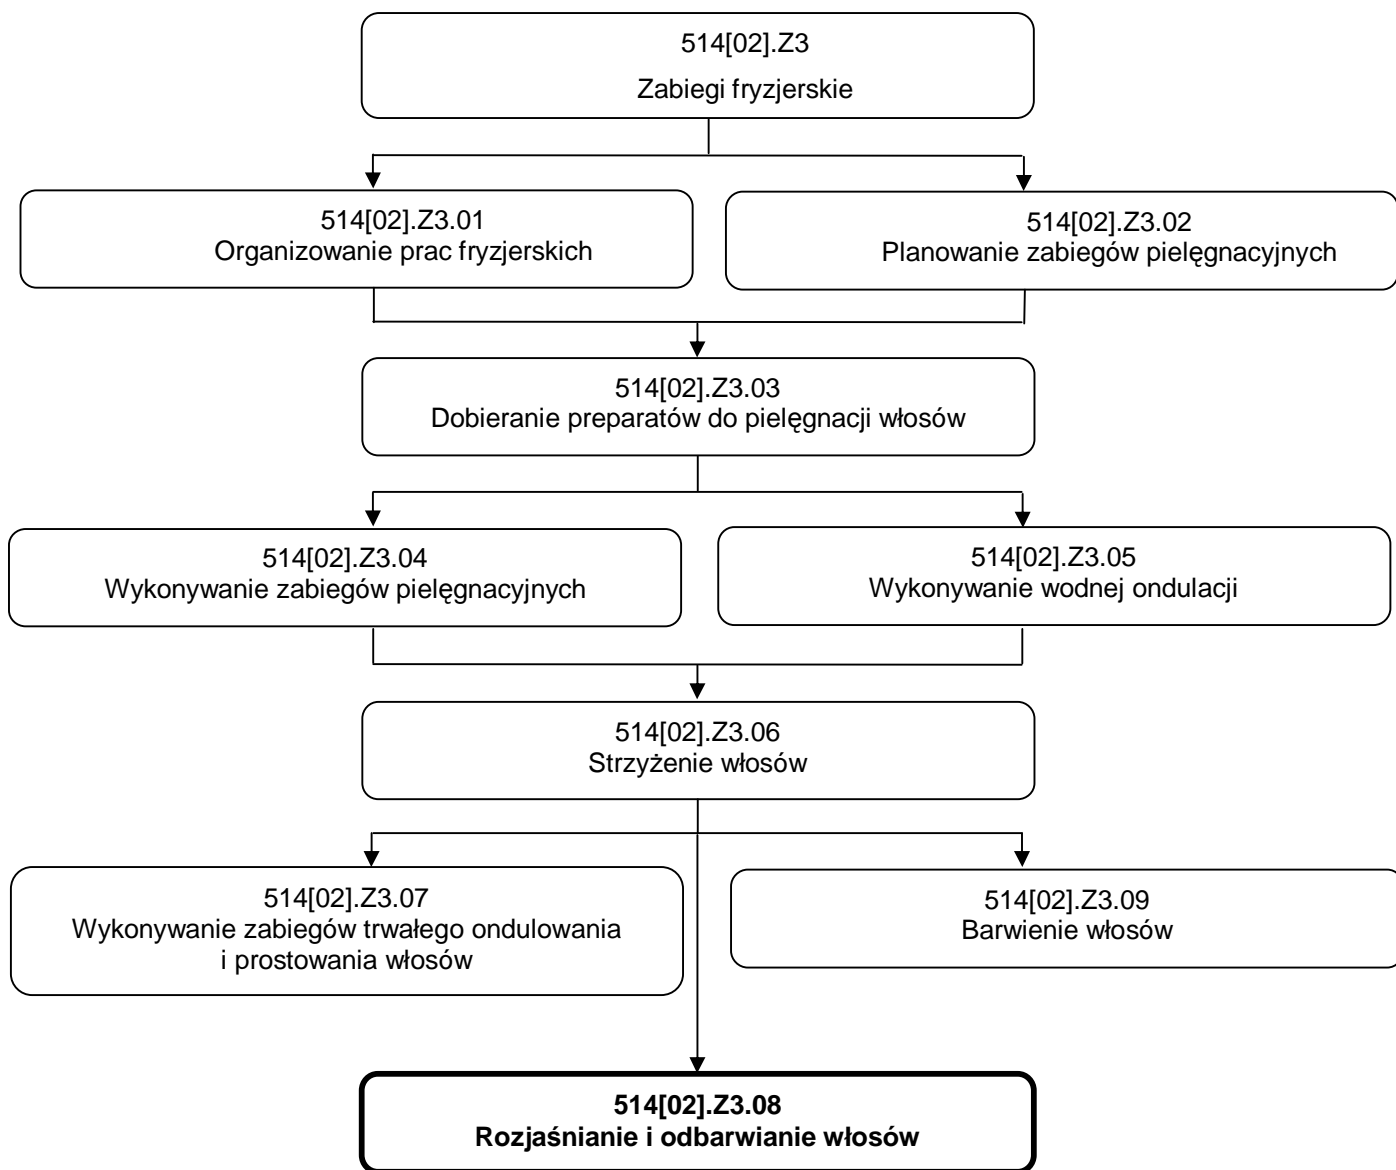 514[02].Z3
Zabiegi fryzjerskie
514[02].Z3.01
Organizowanie prac fryzjerskich
514[02].Z3.02
Planowanie zabiegów pielęgnacyjnych
514[02].Z3.03
Dobieranie preparatów do pielęgnacji włosów
514[02].Z3.04
Wykonywanie zabiegów pielęgnacyjnych
514[02].Z3.05
Wykonywanie wodnej ondulacji
514[02].Z3.06
Strzyżenie włosów
514[02].Z3.07
Wykonywanie zabiegów trwałego ondulowania
i prostowania włosów
514[02].Z3.09
Barwienie włosów
514[02].Z3.08
Rozjaśnianie i odbarwianie włosów